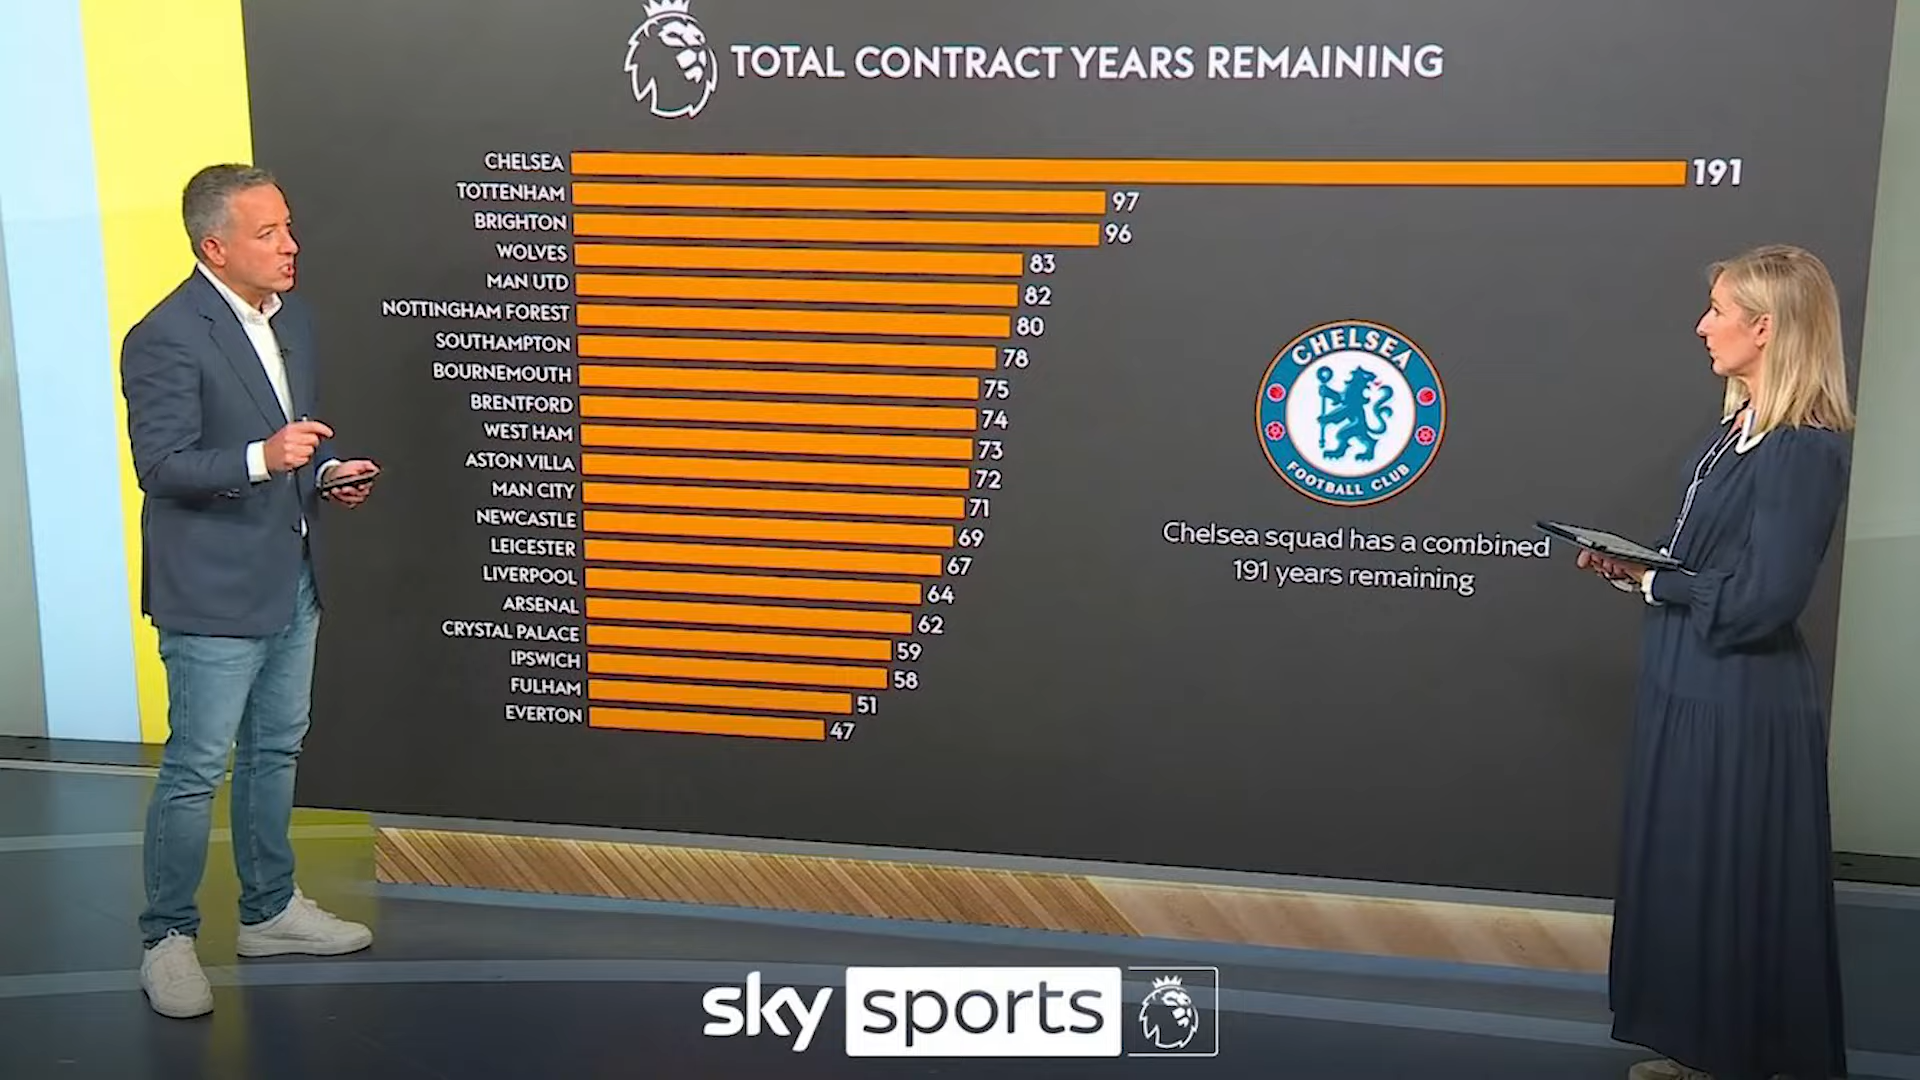 TOTAL CONTRACT YEARS REMAINING
CHELSEA 191
TOTTENHAM 97
BRIGHTON 96
WOLVES 83
MAN UTD 82
NOTTINGHAM FOREST 80
SOUTHAMPTON 78
BOURNEMOUTH 75
BRENTFORD 74
WEST HAM 73
ASTON VILLA 72
MAN CITY 71
NEWCASTLE 69
LEICESTER 67
LIVERPOOL 64
ARSENAL 62
CRYSTAL PALACE 59
IPSWICH 58
FULHAM 51
EVERTON 47
CHELSEA
FOOTBALL CLUB
Chelsea squad has a combined
191 years remaining
sky sports